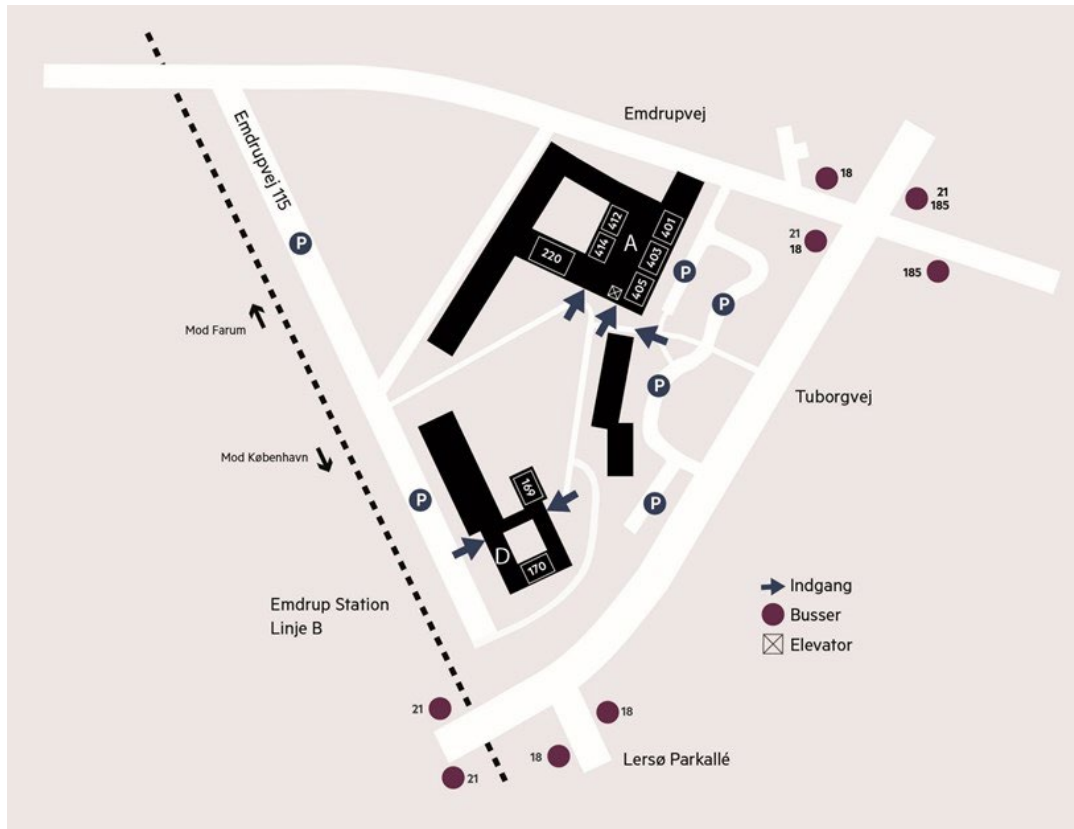 Emdrupvej
Emdrupvej 115
18
21
185
21
18
185
P
412
414
A
401
403
405
220
P
P
Mod Farum
P
Tuborgvej
Mod København
P
P
169
P
D
170
Indgang
Busser
Elevator
Emdrup Station
Linje B
21
18
18
21
Lersø Parkallé